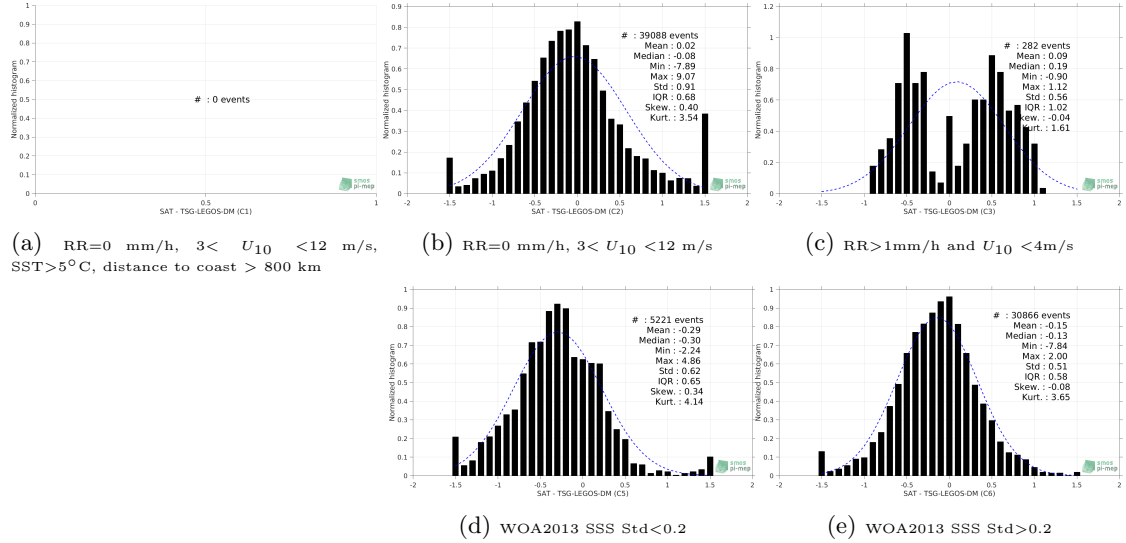 Normalized histogram
1
0.9
0.8
0.7
0.6
0.5
0.4
0.3
0.2
0.1
0
# : 0 events
smos
pi-mep
0 0.5 1
SAT - TSG-LEGOS-DM (C1)
(a) RR=0 mm/h, 3< U10 <12 m/s,
SST>5°C, distance to coast > 800 km
Normalized histogram
0.9
0.8
0.7
0.6
0.5
0.4
0.3
0.2
0.1
0
# : 39088 events
Mean : 0.02
Median : -0.08
Min : -7.89
Max : 9.07
Std : 0.91
IQR : 0.68
Skew. : 0.40
Kurt. : 3.54
smos
pi-mep
-2 -1.5 -1 -0.5 0 0.5 1 1.5 2
SAT - TSG-LEGOS-DM (C2)
(b) RR=0 mm/h, 3< U10 <12 m/s
Normalized histogram
1.2
1
0.8
0.6
0.4
0.2
0
# : 282 events
Mean : 0.09
Median : 0.19
Min : -0.90
Max : 1.12
Std : 0.56
IQR : 1.02
Skew. : -0.04
Kurt. : 1.61
smos
pi-mep
-2 -1.5 -1 -0.5 0 0.5 1 1.5 2
SAT - TSG-LEGOS-DM (C3)
(c) RR>1mm/h and U10 <4m/s
Normalized histogram
1
0.9
0.8
0.7
0.6
0.5
0.4
0.3
0.2
0.1
0
# : 5221 events
Mean : -0.29
Median : -0.30
Min : -2.24
Max : 4.86
Std : 0.62
IQR : 0.65
Skew. : 0.34
Kurt. : 4.14
smos
pi-mep
-2 -1.5 -1 -0.5 0 0.5 1 1.5 2
SAT - TSG-LEGOS-DM (C5)
(d) WOA2013 SSS Std<0.2
Normalized histogram
1
0.9
0.8
0.7
0.6
0.5
0.4
0.3
0.2
0.1
0
# : 30866 events
Mean : -0.15
Median : -0.13
Min : -7.84
Max : 2.00
Std : 0.51
IQR : 0.58
Skew. : -0.08
Kurt. : 3.65
smos
pi-mep
-2 -1.5 -1 -0.5 0 0.5 1 1.5 2
SAT - TSG-LEGOS-DM (C6)
(e) WOA2013 SSS Std>0.2